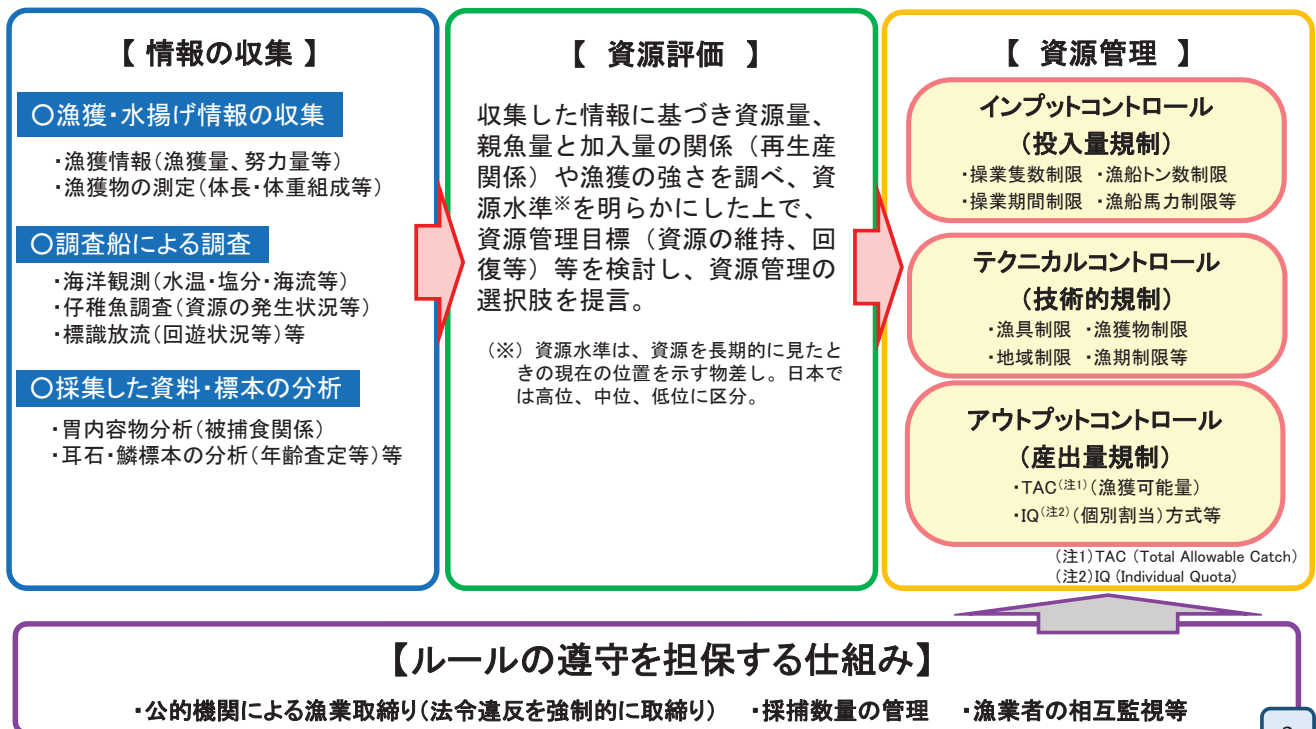 【 情報の収集 】
〇漁獲・水揚げ情報の収集
・漁獲情報(漁獲量、努力量等)
・漁獲物の測定(体長・体重組成等)
〇調査船による調査
・海洋観測(水温・塩分・海流等)
・仔稚魚調査(資源の発生状況等)
・標識放流(回遊状況等)等
〇採集した資料・標本の分析
・胃内容物分析(被捕食関係)
・耳石・鱗標本の分析(年齢査定等)等
【 資源評価 】
収集した情報に基づき資源量、
親魚量と加入量の関係（再生産
関係）や漁獲の強さを調べ、資
源水準※を明らかにした上で、
資源管理目標（資源の維持、回
復等）等を検討し、資源管理の
選択肢を提言。
（※）資源水準は、資源を長期的に見たと
きの現在の位置を示す物差し。日本で
は高位、中位、低位に区分。
【 資源管理 】
インプットコントロール
（投入量規制）
・操業隻数制限 ・漁船トン数制限
・操業期間制限 ・漁船馬力制限等
テクニカルコントロール
（技術的規制）
・漁具制限 ・漁獲物制限
・地域制限 ・漁期制限等
アウトプットコントロール
（産出量規制）
・TAC(注1)(漁獲可能量)
・IQ(注2)(個別割当)方式等
(注1)TAC (Total Allowable Catch)
(注2)IQ (Individual Quota)
【ルールの遵守を担保する仕組み】
・公的機関による漁業取締り(法令違反を強制的に取締り) ・採捕数量の管理 ・漁業者の相互監視等